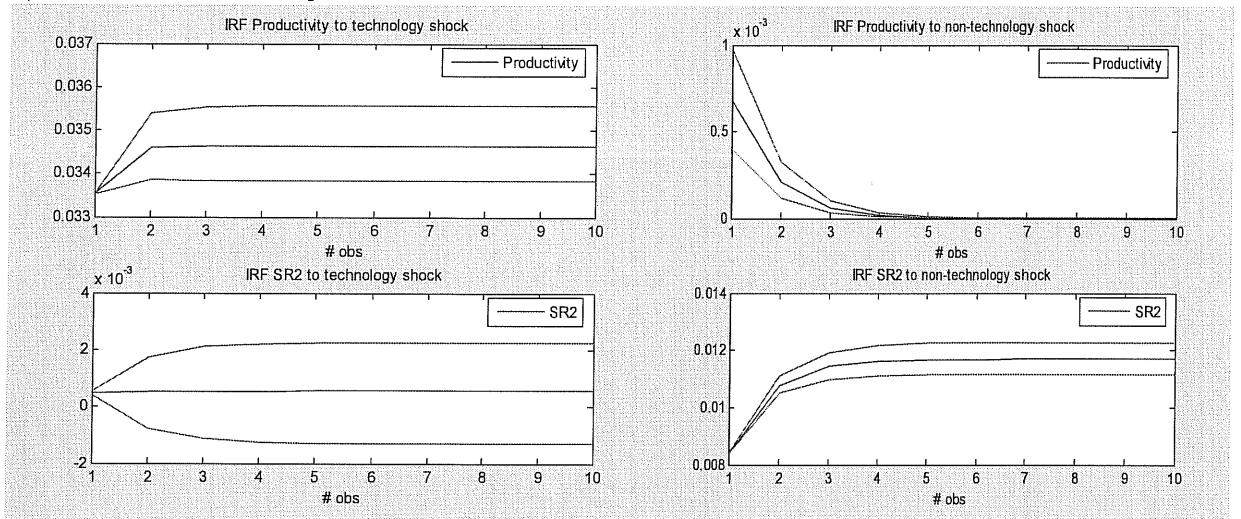 IRF Productivity to technology shock
0.037
0.036
0.035
0.034
0.033
Productivity
1 2 3 4 5 6 7 8 9 10
# obs
x 10-3
IRF Productivity to non-technology shock
1
0.5
0
Productivity
1 2 3 4 5 6 7 8 9 10
# obs
x 10-3
IRF SR2 to technology shock
4
2
0
-2
SR2
1 2 3 4 5 6 7 8 9 10
# obs
IRF SR2 to non-technology shock
0.014
0.012
0.01
0.008
SR2
1 2 3 4 5 6 7 8 9 10
# obs